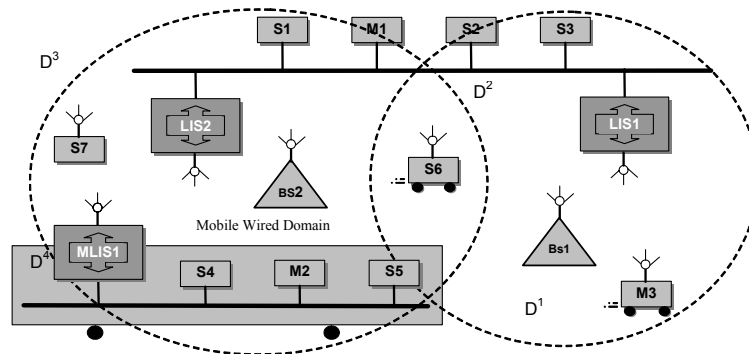 S1 M1 S2 S3
D³
D²
LIS2 LIS1
S7
S6
BS2
Mobile Wired Domain
MLIS1
Bs1
D⁴
S4 M2 S5
M3
D¹